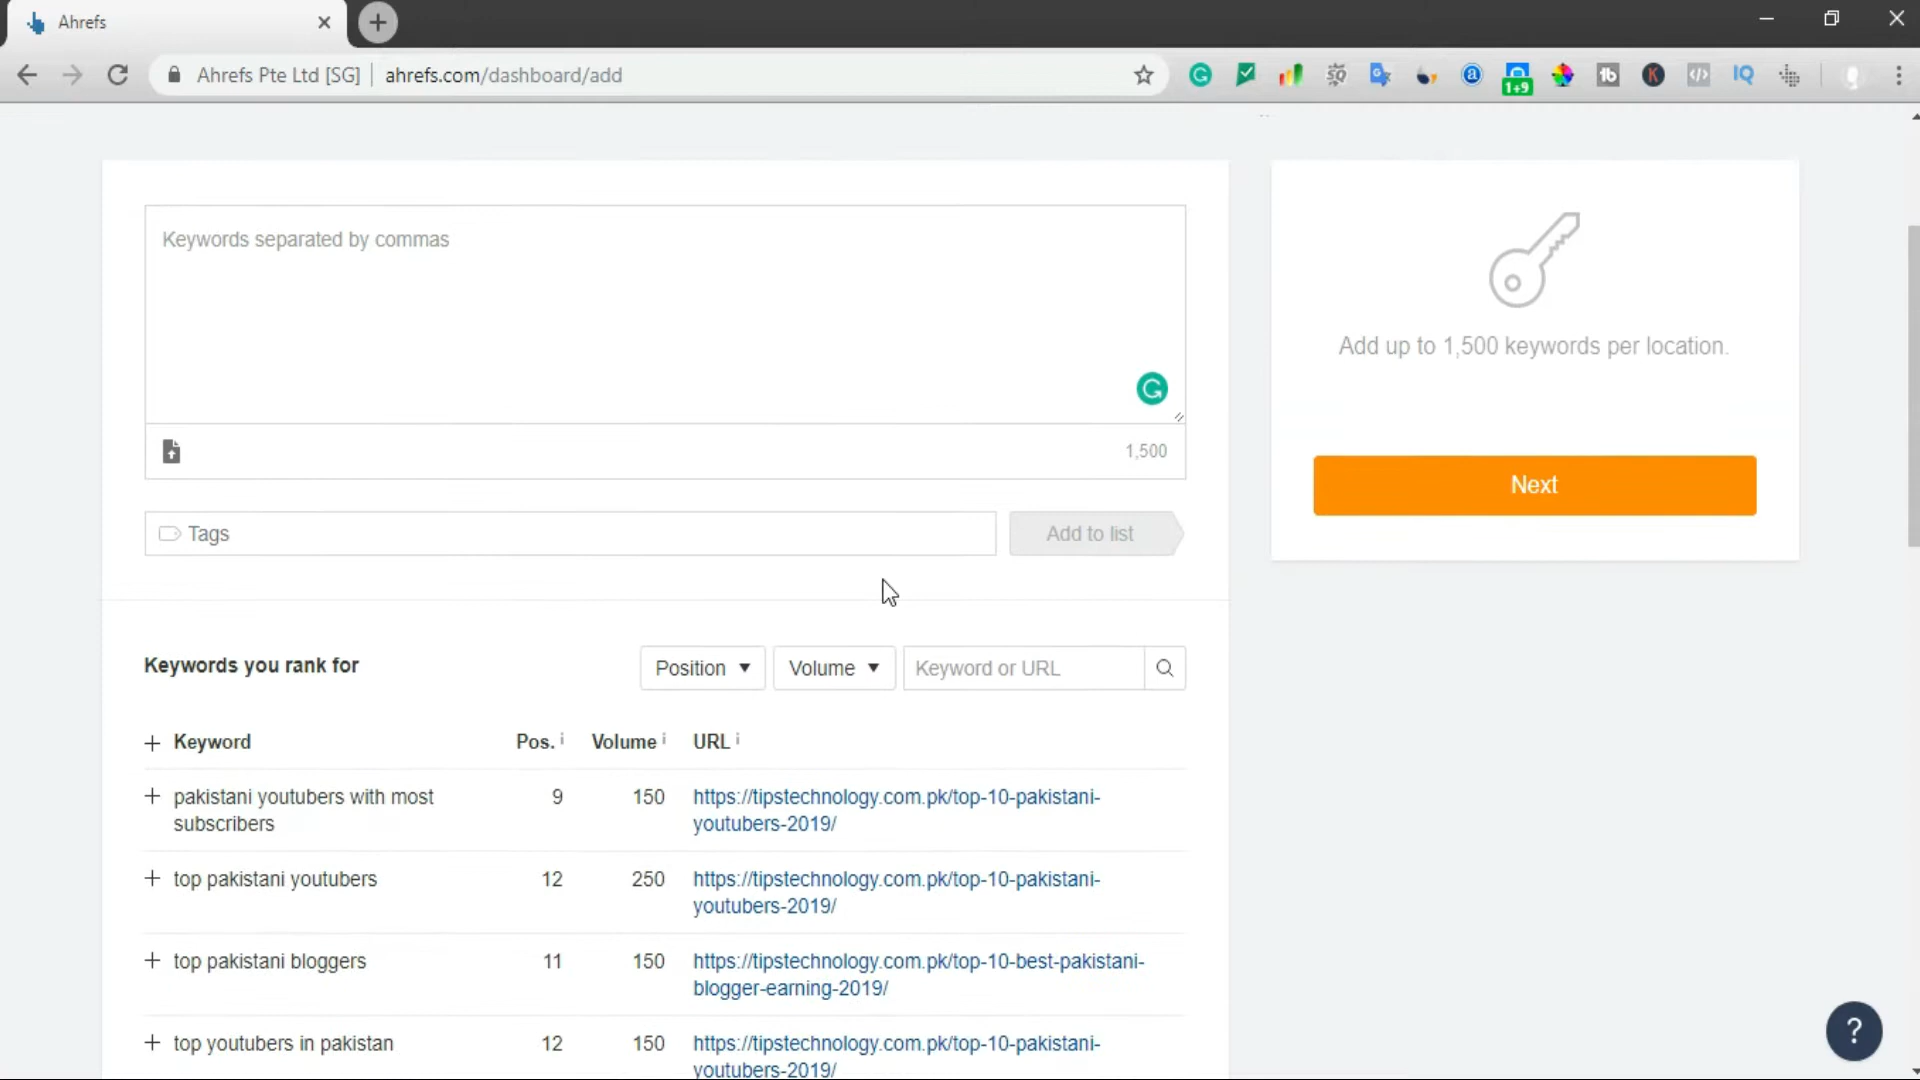 Ahrefs
Ahrefs Pte Ltd [SG] | ahrefs.com/dashboard/add
1+9
Keywords separated by commas
1,500
Tags
Add to list
Add up to 1,500 keywords per location.
Next
Keywords you rank for
Position
Volume
Keyword or URL
+ Keyword Pos. i Volume i URL i
+ pakistani youtubers with most 9 150 https://tipstechnology.com.pk/top-10-pakistani-
subscribers youtubers-2019/
+ top pakistani youtubers 12 250 https://tipstechnology.com.pk/top-10-pakistani-
youtubers-2019/
+ top pakistani bloggers 11 150 https://tipstechnology.com.pk/top-10-best-pakistani-
blogger-earning-2019/
+ top youtubers in pakistan 12 150 https://tipstechnology.com.pk/top-10-pakistani-
youtubers-2019/
?